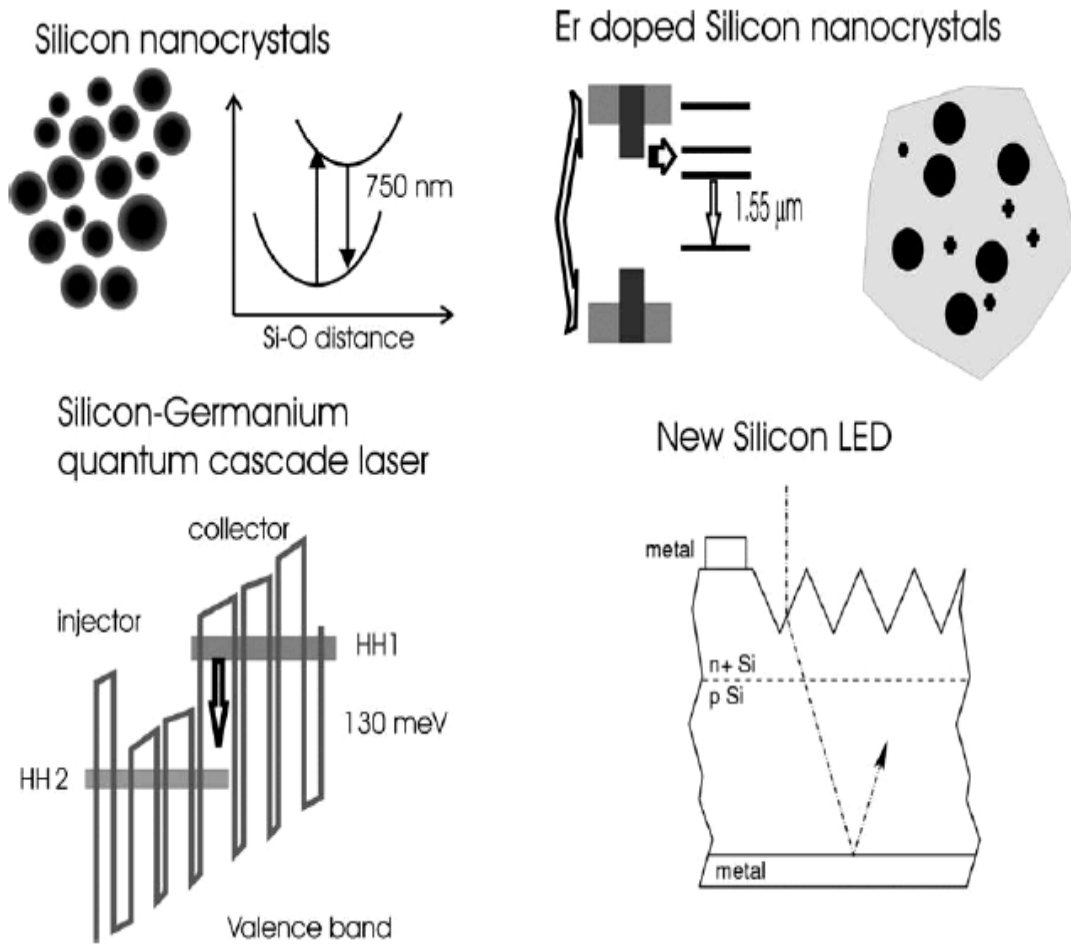 Silicon nanocrystals
750 nm
Si-O distance
Er doped Silicon nanocrystals
1.55 μm
Silicon-Germanium
quantum cascade laser
collector
injector
HH1
130 meV
HH2
Valence band
New Silicon LED
metal
n+ Si
p Si
metal